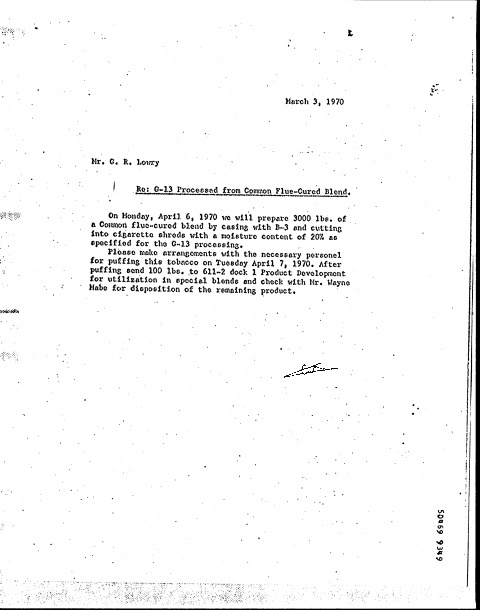 March 3, 1970
Mr. G. R. Lowry
Re: G-13 Processed from Common Flue-Cured Blend.
On Monday, April 6, 1970 we will prepare 3000 lbs. of
a Common flue-cured blend by casing with B-3 and cutting
into cigarette shreds with a moisture content of 20% as
specified for the G-13 processing.
Please make arrangements with the necessary personel
for puffing this tobacco on Tuesday April 7, 1970. After
puffing send 100 lbs. to 611-2 dock 1 Product Development
for utilization in special blends and check with Mr. Wayne
Mabe for disposition of the remaining product.
50469 9349